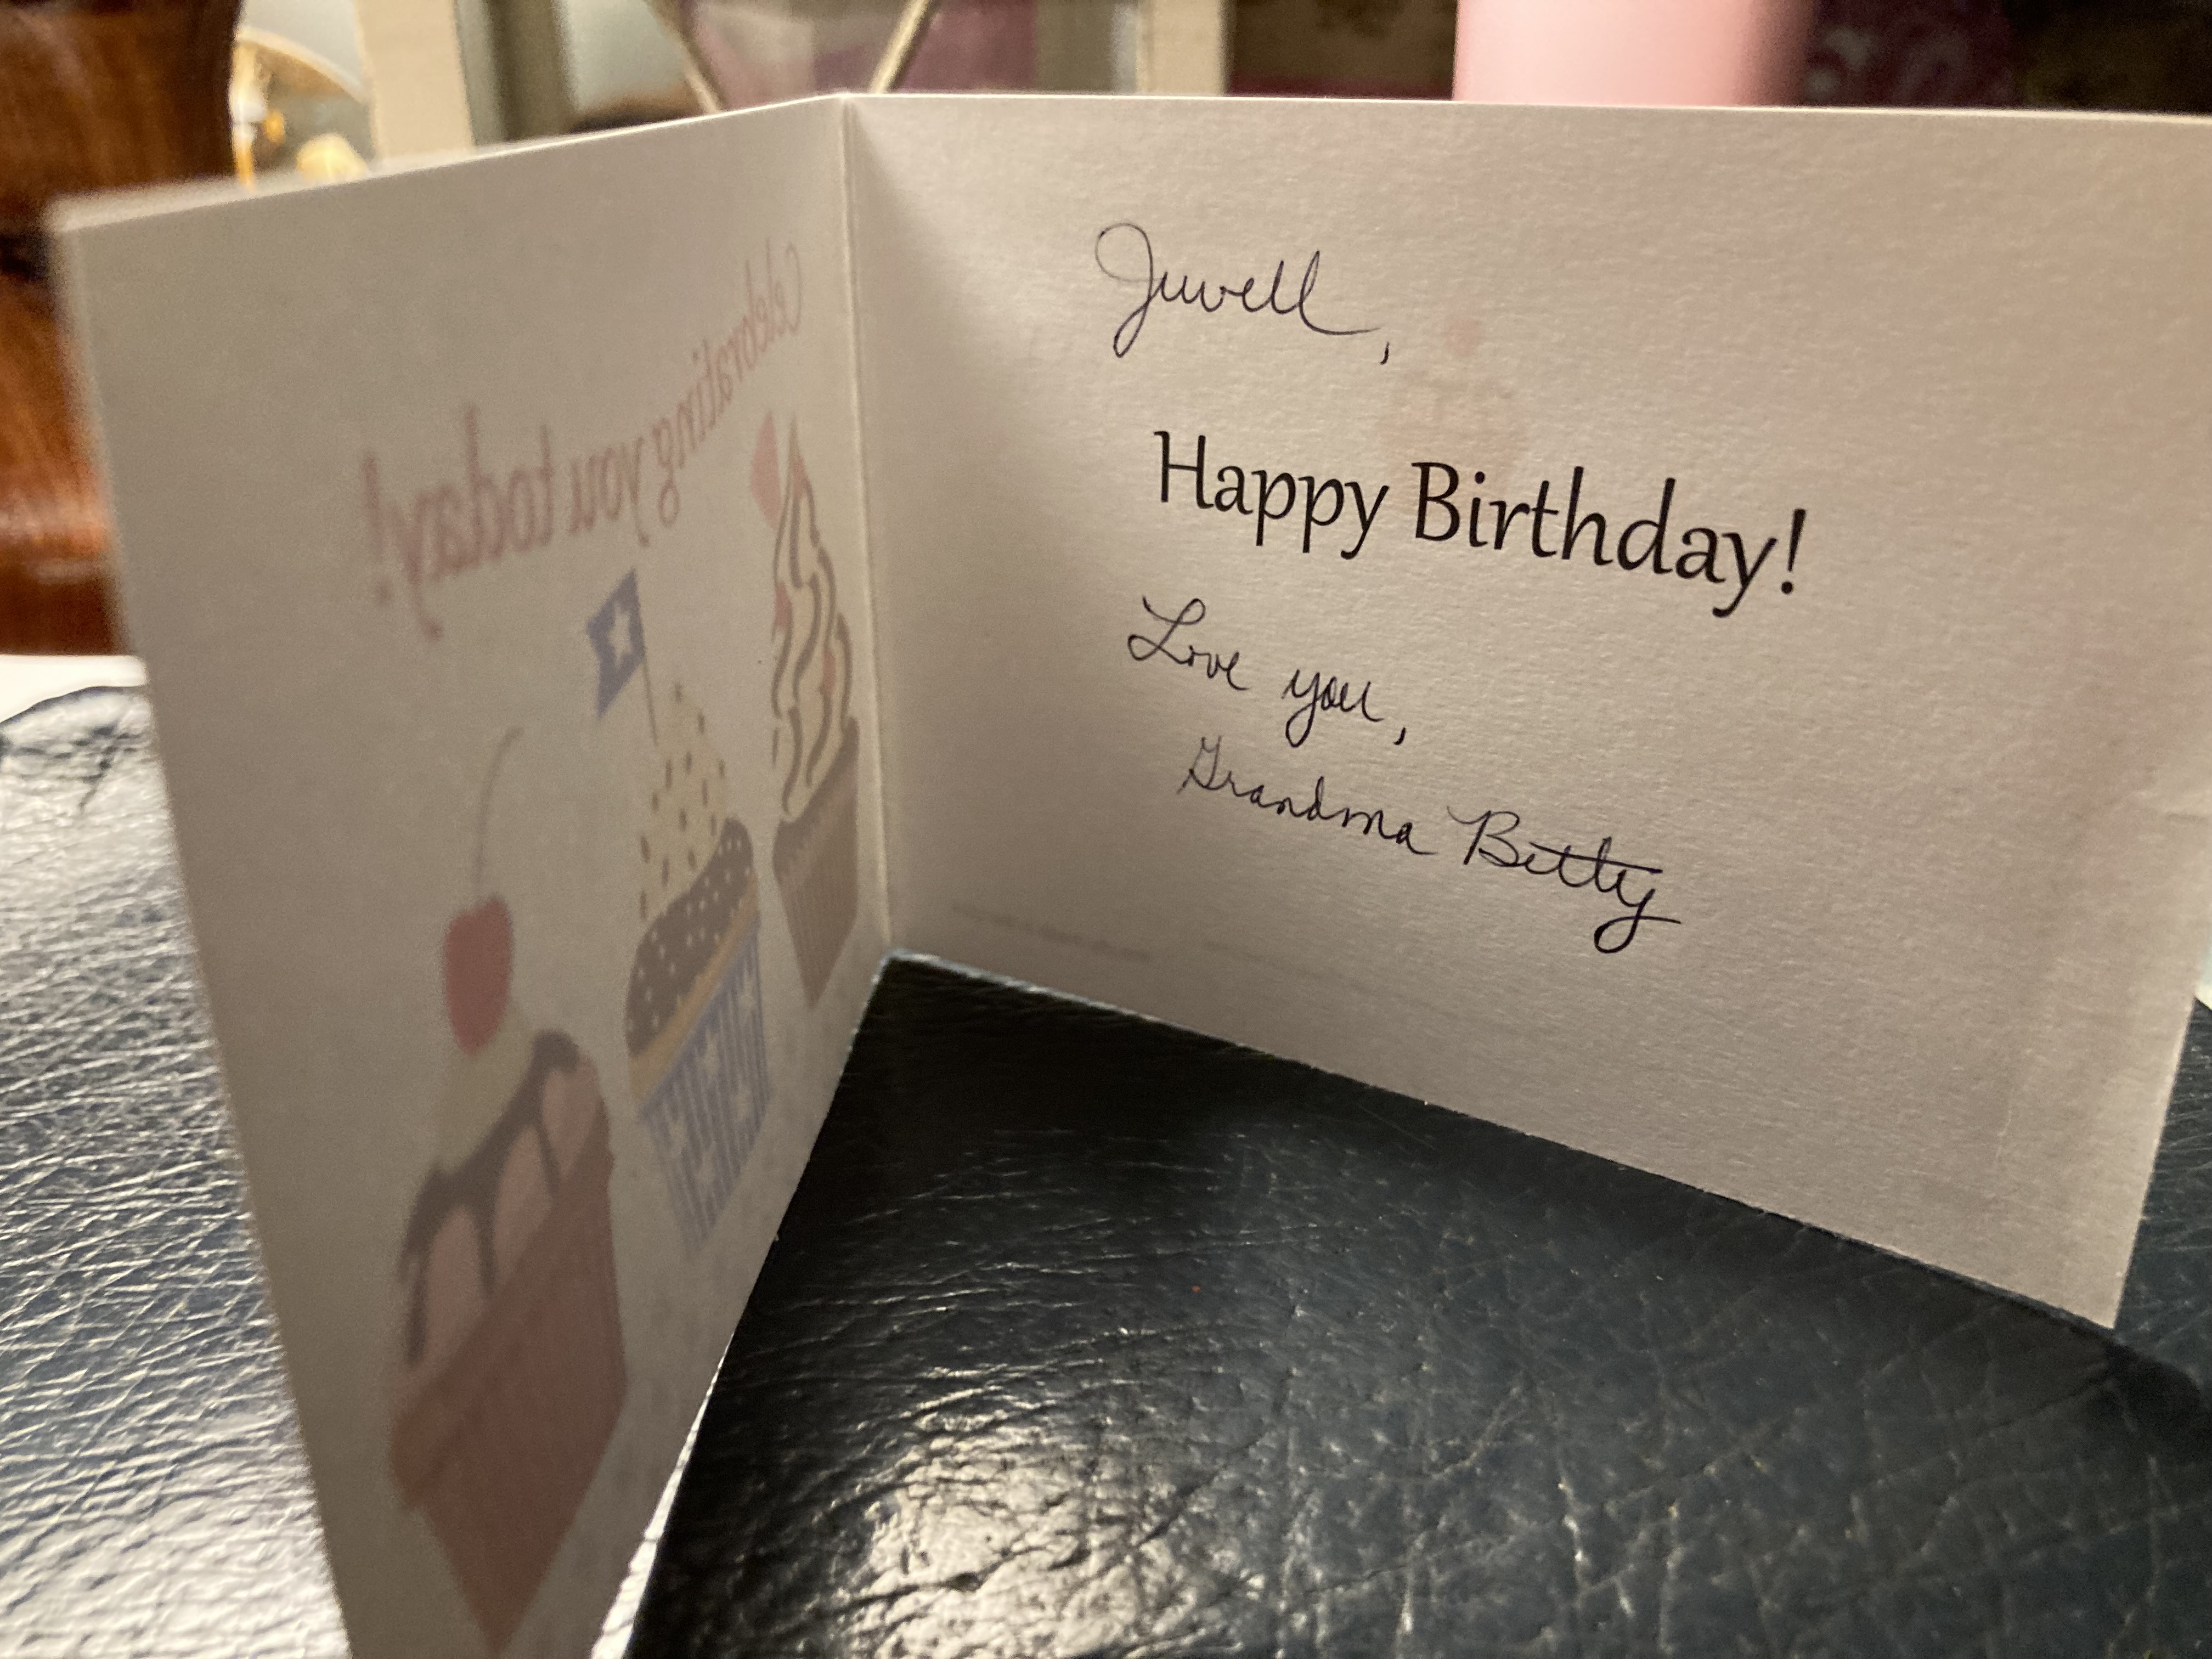 Celebrating you today!
Juwell,
Happy Birthday!
Love you,
Grandma Betty